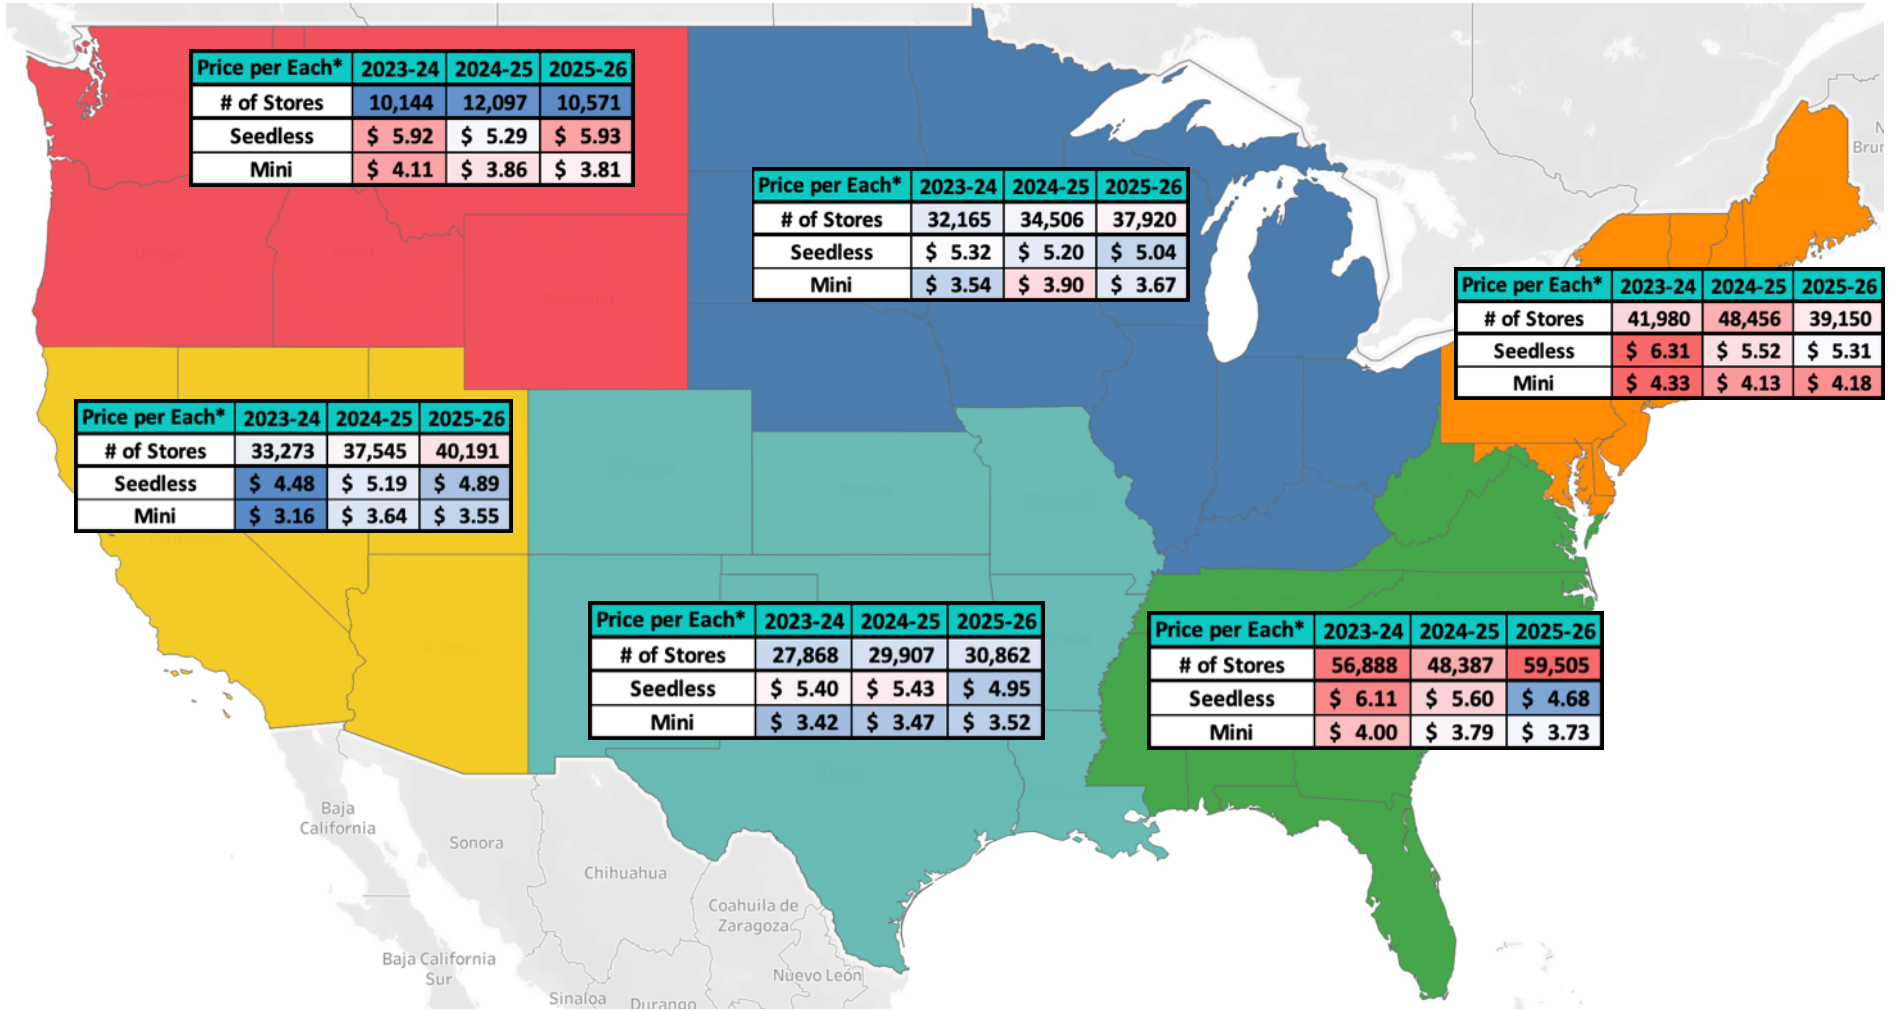 Price per Each* 2023-24 2024-25 2025-26
# of Stores 10,144 12,097 10,571
Seedless $ 5.92 $ 5.29 $ 5.93
Mini $ 4.11 $ 3.86 $ 3.81
Price per Each* 2023-24 2024-25 2025-26
# of Stores 32,165 34,506 37,920
Seedless $ 5.32 $ 5.20 $ 5.04
Mini $ 3.54 $ 3.90 $ 3.67
Price per Each* 2023-24 2024-25 2025-26
# of Stores 41,980 48,456 39,150
Seedless $ 6.31 $ 5.52 $ 5.31
Mini $ 4.33 $ 4.13 $ 4.18
Price per Each* 2023-24 2024-25 2025-26
# of Stores 33,273 37,545 40,191
Seedless $ 4.48 $ 5.19 $ 4.89
Mini $ 3.16 $ 3.64 $ 3.55
Price per Each* 2023-24 2024-25 2025-26
# of Stores 27,868 29,907 30,862
Seedless $ 5.40 $ 5.43 $ 4.95
Mini $ 3.42 $ 3.47 $ 3.52
Price per Each* 2023-24 2024-25 2025-26
# of Stores 56,888 48,387 59,505
Seedless $ 6.11 $ 5.60 $ 4.68
Mini $ 4.00 $ 3.79 $ 3.73
Oregon
Wyoming
Colorado
Missouri
Arizona
Texas
Baja
California
Sonora
Chihuahua
Coahuila de
Zaragoza
Baja California
Sur
Nuevo León
Sinaloa
Durango